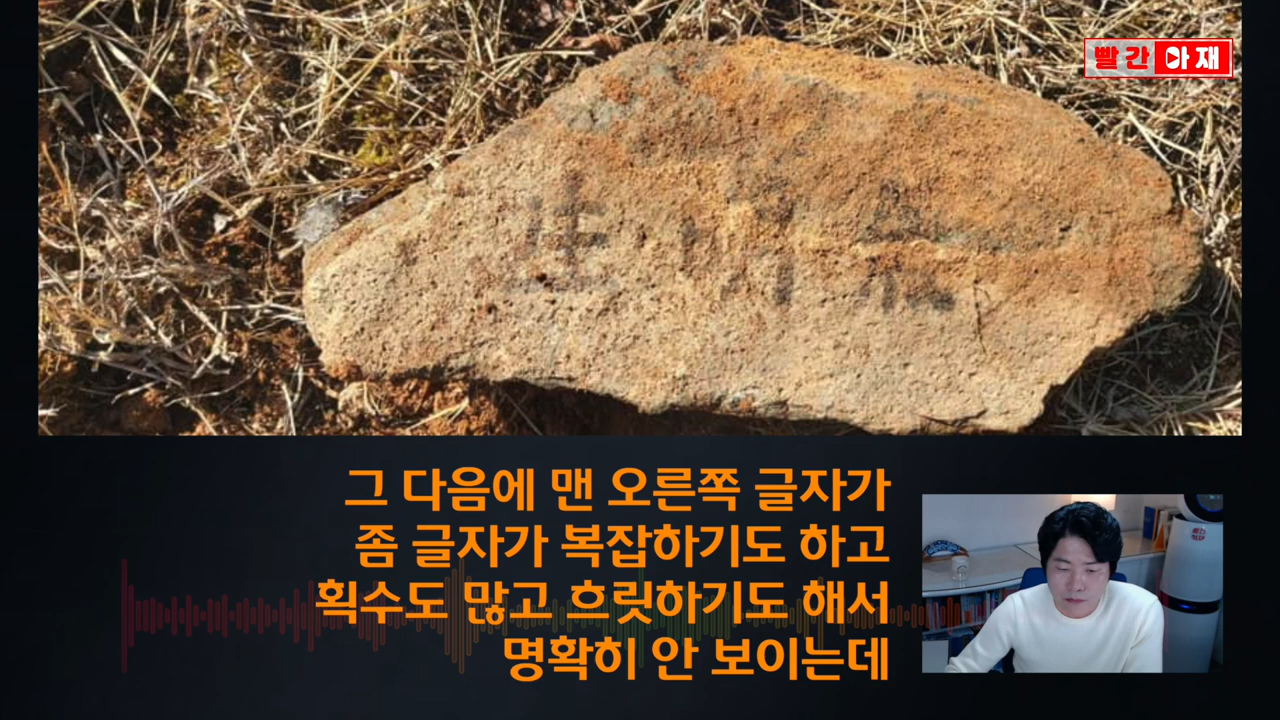 빨간아재
그 다음에 맨 오른쪽 글자가
좀 글자가 복잡하기도 하고
획수도 많고 흐릿하기도 해서
명확히 안 보이는데